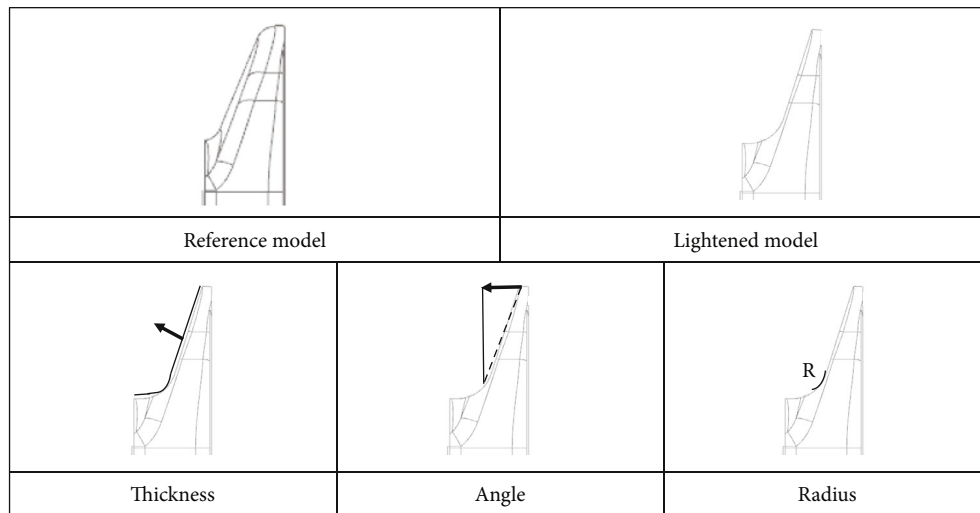 Reference model
Lightened model
R
Thickness
Angle
Radius